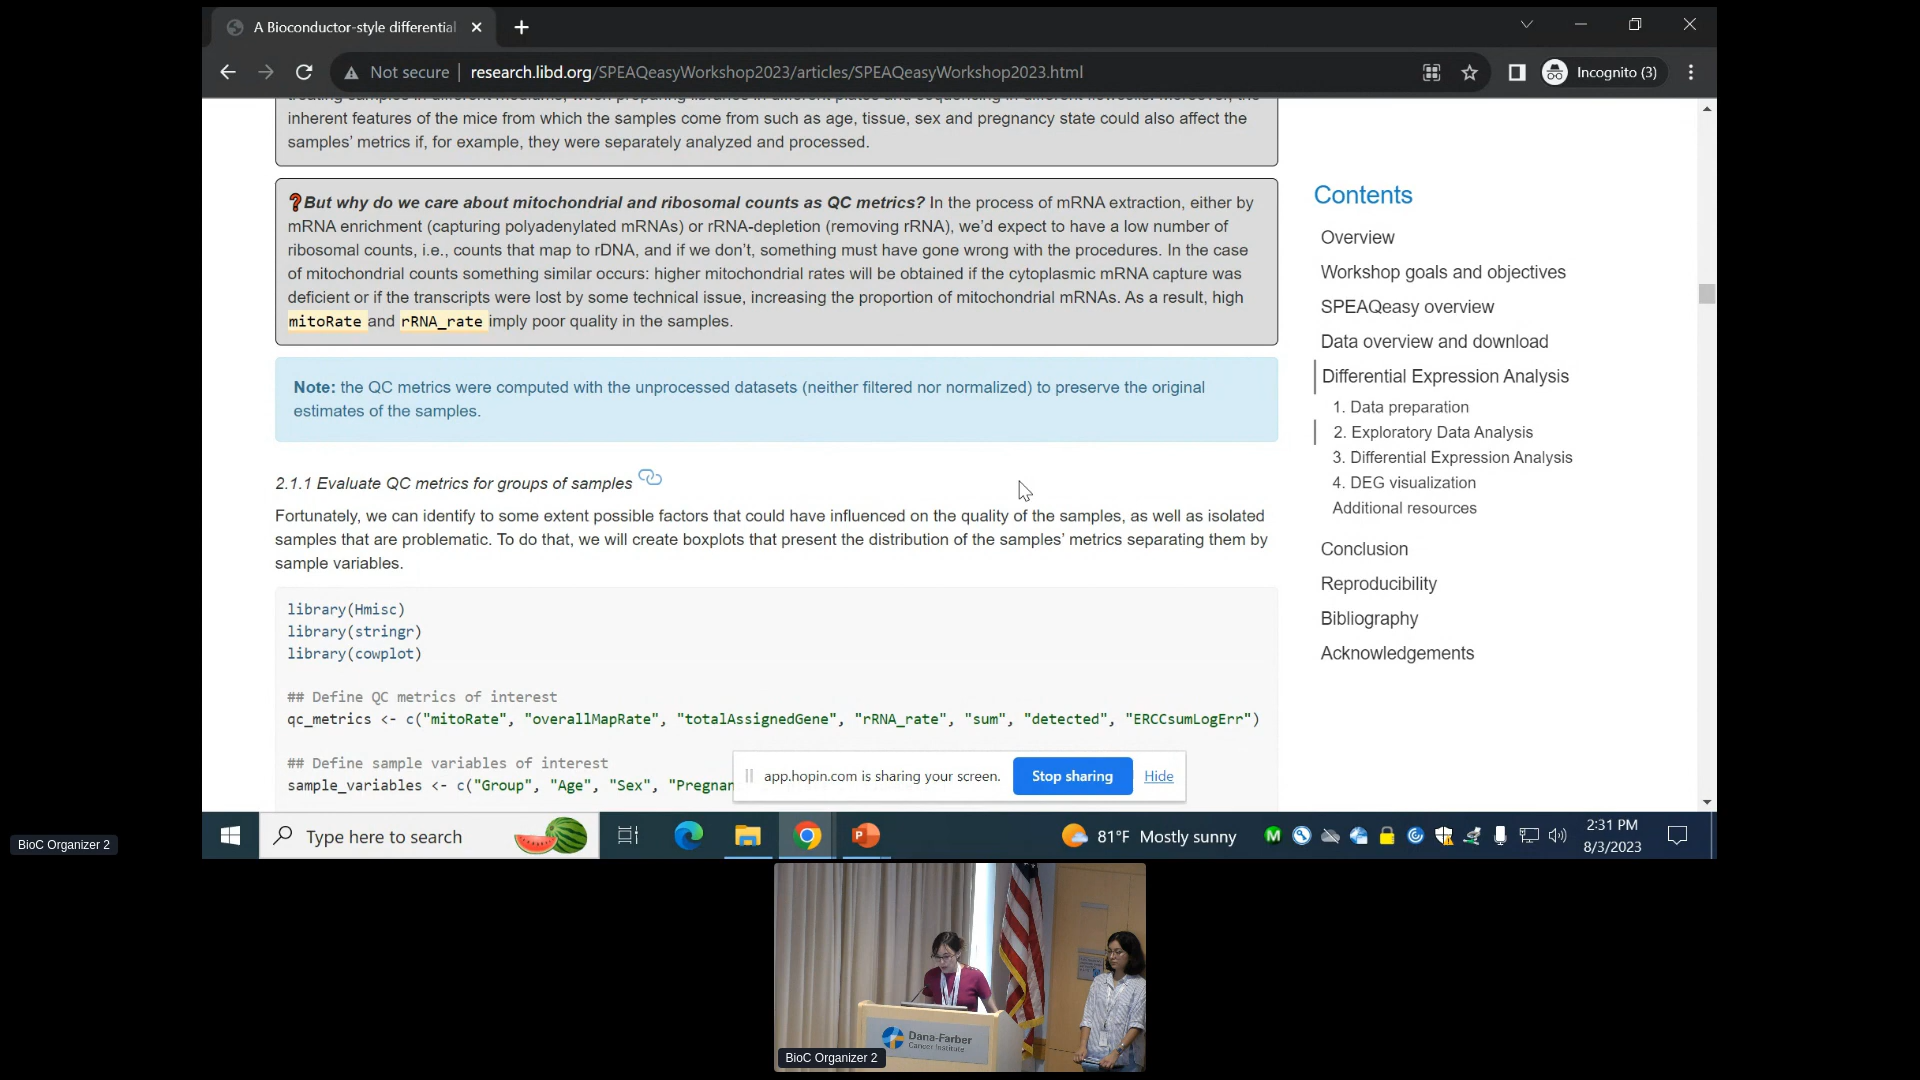 A Bioconductor-style differential
Not secure
research.libd.org/SPEAQeasyWorkshop2023/articles/SPEAQeasyWorkshop2023.html
Incognito (3)
inherent features of the mice from which the samples come from such as age, tissue, sex and pregnancy state could also affect the
samples' metrics if, for example, they were separately analyzed and processed.
❓But why do we care about mitochondrial and ribosomal counts as QC metrics? In the process of mRNA extraction, either by
mRNA enrichment (capturing polyadenylated mRNAs) or rRNA-depletion (removing rRNA), we'd expect to have a low number of
ribosomal counts, i.e., counts that map to rDNA, and if we don't, something must have gone wrong with the procedures. In the case
of mitochondrial counts something similar occurs: higher mitochondrial rates will be obtained if the cytoplasmic mRNA capture was
deficient or if the transcripts were lost by some technical issue, increasing the proportion of mitochondrial mRNAs. As a result, high
mitoRate and rRNA_rate imply poor quality in the samples.
Note: the QC metrics were computed with the unprocessed datasets (neither filtered nor normalized) to preserve the original
estimates of the samples.
2.1.1 Evaluate QC metrics for groups of samples
Fortunately, we can identify to some extent possible factors that could have influenced on the quality of the samples, as well as isolated
samples that are problematic. To do that, we will create boxplots that present the distribution of the samples' metrics separating them by
sample variables.
library(Hmisc)
library(stringr)
library(cowplot)
## Define QC metrics of interest
qc_metrics <- c("mitoRate", "overallMapRate", "totalAssignedGene", "rRNA_rate", "sum", "detected", "ERCCsumLogErr")
## Define sample variables of interest
sample_variables <- c("Group", "Age", "Sex", "Pregnan
Contents
Overview
Workshop goals and objectives
SPEAQeasy overview
Data overview and download
Differential Expression Analysis
1. Data preparation
2. Exploratory Data Analysis
3. Differential Expression Analysis
4. DEG visualization
Additional resources
Conclusion
Reproducibility
Bibliography
Acknowledgements
app.hopin.com is sharing your screen.
Stop sharing
Hide
Type here to search
81°F Mostly sunny
2:31 PM
8/3/2023
BioC Organizer 2
Dana-Farber
Cancer Institute
BioC Organizer 2